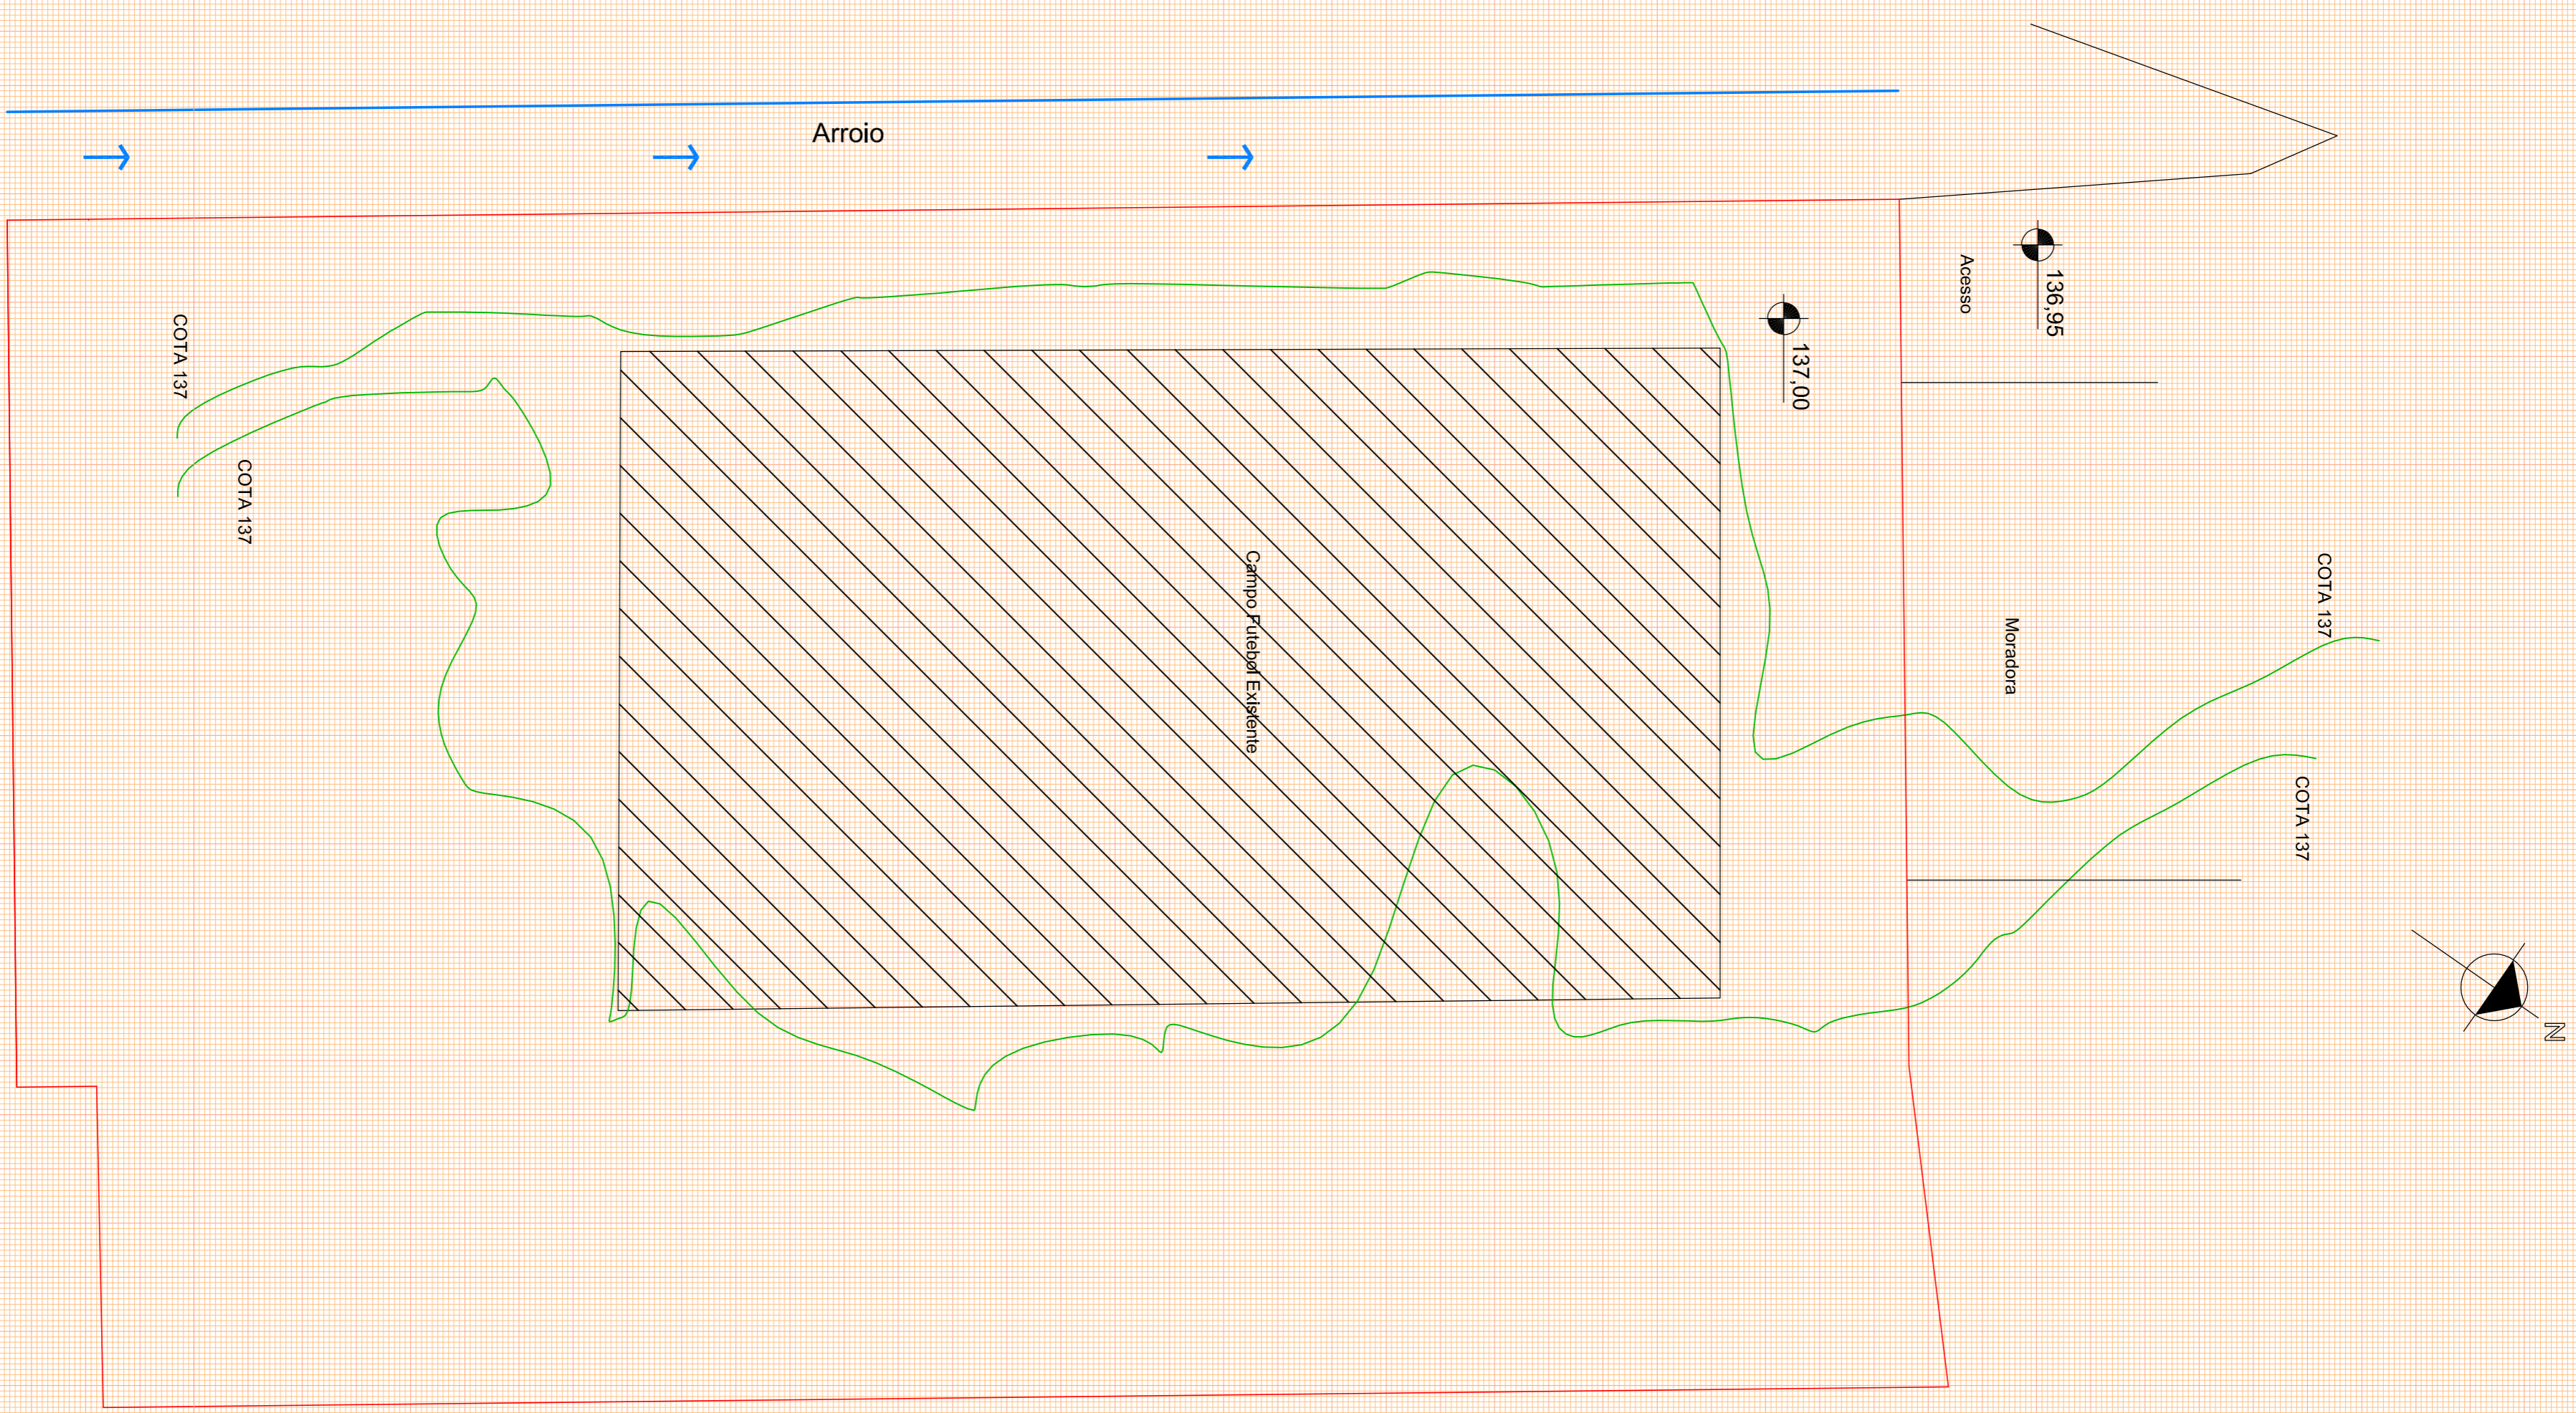 Arroio
COTA 137
COTA 137
Campo Futebol Existente
137,00
136,95
Acesso
Moradora
COTA 137
COTA 137
N